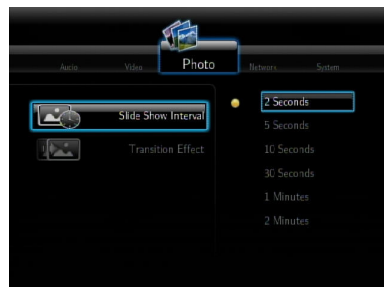 Audio Video Photo Network System
Slide Show Interval
Transition Effect
2 Seconds
5 Seconds
10 Seconds
30 Seconds
1 Minutes
2 Minutes